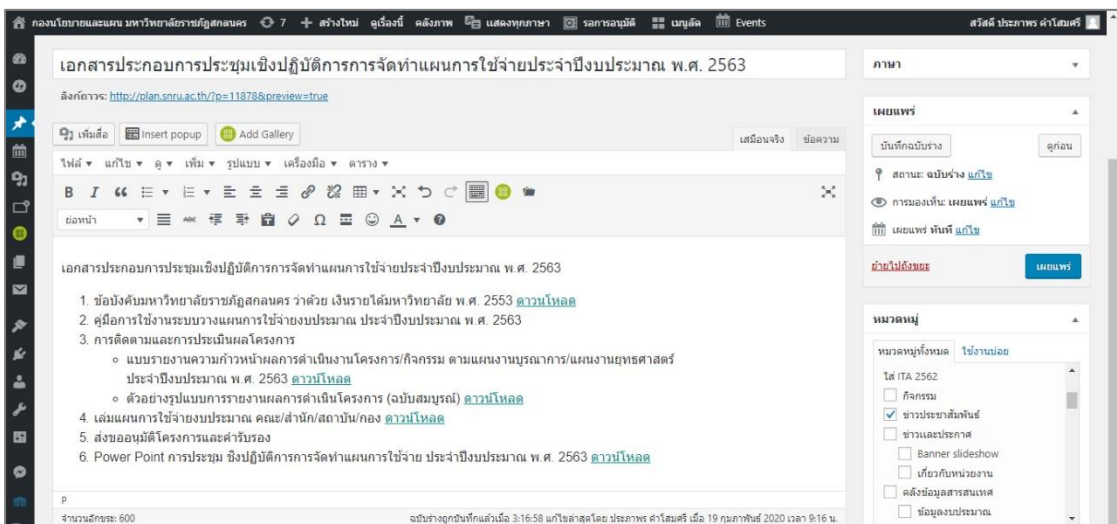 กองนโยบายและแผน มหาวิทยาลัยราชภัฏสกลนคร 7 + สร้างใหม่ ดูเรื่องนี้ คลังภาพ แสดงทุกภาษา รอการอนุมัติ เมนูลัด Events สวัสดี ประภาพร คำโสมศรี
เอกสารประกอบการประชุมเชิงปฏิบัติการการจัดทำแผนการใช้จ่ายประจำปีงบประมาณ พ.ศ. 2563
ลิงก์ถาวร: http://plan.snru.ac.th/?p=11878&preview=true
เพิ่มสื่อ Insert popup Add Gallery
เสมือนจริง ข้อความ
ไฟล์ แก้ไข ดู เพิ่ม รูปแบบ เครื่องมือ ตาราง
B I
ย่อหน้า ABC Ω A
เอกสารประกอบการประชุมเชิงปฏิบัติการการจัดทำแผนการใช้จ่ายประจำปีงบประมาณ พ.ศ. 2563
1. ข้อบังคับมหาวิทยาลัยราชภัฏสกลนคร ว่าด้วย เงินรายได้มหาวิทยาลัย พ.ศ. 2553 ดาวน์โหลด
2. คู่มือการใช้งานระบบวางแผนการใช้จ่ายงบประมาณ ประจำปีงบประมาณ พ.ศ. 2563
3. การติดตามและการประเมินผลโครงการ
แบบรายงานความก้าวหน้าผลการดำเนินงานโครงการ/กิจกรรม ตามแผนงานบูรณาการ/แผนงานยุทธศาสตร์
ประจำปีงบประมาณ พ.ศ. 2563 ดาวน์โหลด
ตัวอย่างรูปแบบการรายงานผลการดำเนินโครงการ (ฉบับสมบูรณ์) ดาวน์โหลด
4. เล่มแผนการใช้จ่ายงบประมาณ คณะ/สำนัก/สถาบัน/กอง ดาวน์โหลด
5. ส่งขออนุมัติโครงการและคำรับรอง
6. Power Point การประชุม ชิงปฏิบัติการการจัดทำแผนการใช้จ่าย ประจำปีงบประมาณ พ.ศ. 2563 ดาวน์โหลด
p
จำนวนอักขระ: 600 ฉบับร่างถูกบันทึกแล้วเมื่อ 3:16:58 แก้ไขล่าสุดโดย ประภาพร คำโสมศรี เมื่อ 19 กุมภาพันธ์ 2020 เวลา 9:16 น.
ภาษา
เผยแพร่
บันทึกฉบับร่าง ดูก่อน
สถานะ: ฉบับร่าง แก้ไข
การมองเห็น: เผยแพร่ แก้ไข
เผยแพร่ ทันที แก้ไข
ย้ายไปถังขยะ เผยแพร่
หมวดหมู่
หมวดหมู่ทั้งหมด ใช้งานบ่อย
ใส่ ITA 2562
กิจกรรม
ข่าวประชาสัมพันธ์
ข่าวและประกาศ
Banner slideshow
เกี่ยวกับหน่วยงาน
คลังข้อมูลสารสนเทศ
ข้อมูลงบประมาณ